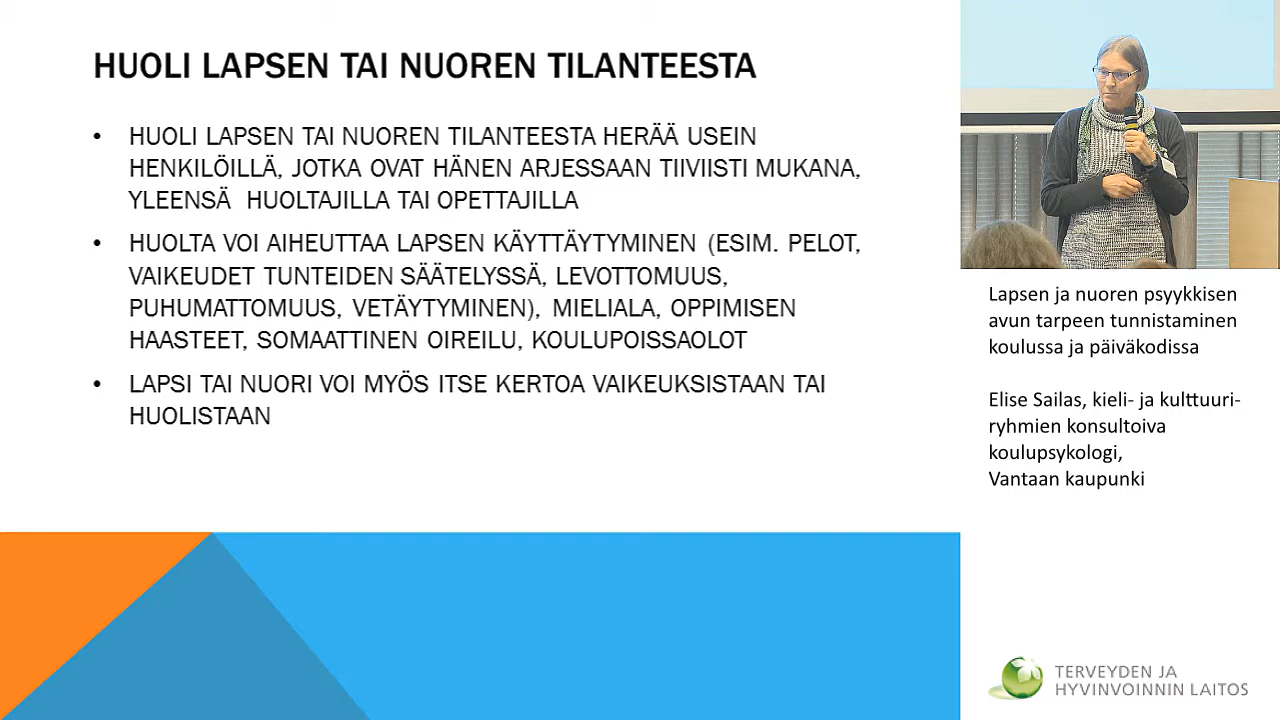 HUOLI LAPSEN TAI NUOREN TILANTEESTA
• HUOLI LAPSEN TAI NUOREN TILANTEESTA HERÄÄ USEIN
HENKILÖILLÄ, JOTKA OVAT HÄNEN ARJESSAAN TIIVIISTI MUKANA,
YLEENSÄ HUOLTAJILLA TAI OPETTAJILLA
• HUOLTA VOI AIHEUTTAA LAPSEN KÄYTTÄYTYMINEN (ESIM. PELOT,
VAIKEUDET TUNTEIDEN SÄÄTELYSSÄ, LEVOTTOMUUS,
PUHUMATTOMUUS, VETÄYTYMINEN), MIELIALA, OPPIMISEN
HAASTEET, SOMAATTINEN OIREILU, KOULUPOISSAOLOT
• LAPSI TAI NUORI VOI MYÖS ITSE KERTOA VAIKEUKSISTAAN TAI
HUOLISTAAN
Lapsen ja nuoren psyykkisen
avun tarpeen tunnistaminen
koulussa ja päiväkodissa
Elise Sailas, kieli- ja kulttuuri-
ryhmien konsultoiva
koulupsykologi,
Vantaan kaupunki
TERVEYDEN JA
HYVINVOINNIN LAITOS